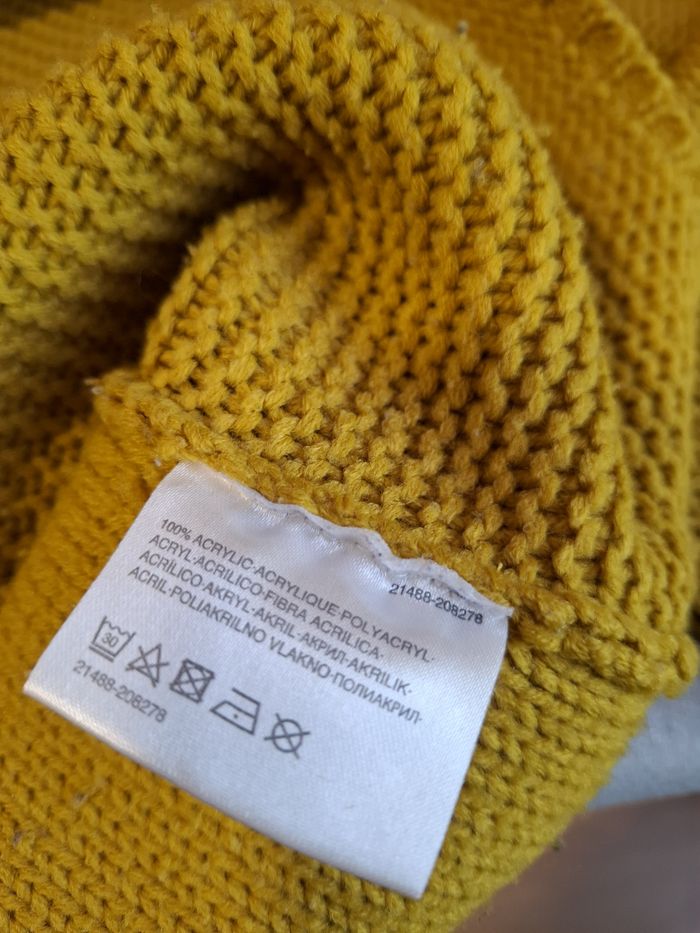 21488-208278
100% ACRYLIC·ACRYLIQUE·POLYACRYL·
ACRYL·ACRILICO·FIBRA ACRILICA·
ACRÍLICO·AKRYL·AKRIL·АКРИЛ·AKRILIK·
ACRIL·POLIAKRILNO VLAKNO·ПОЛИАКРИЛ·
30
21488-208278